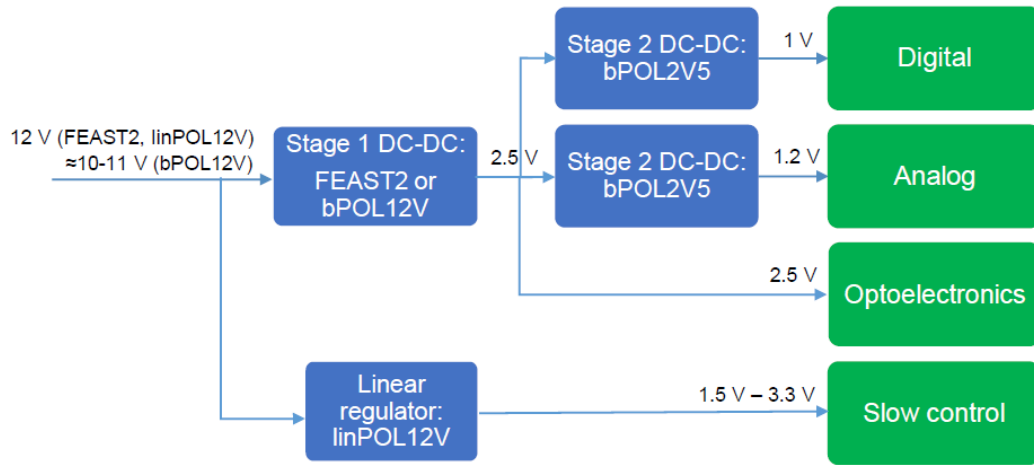 Stage 2 DC-DC:
bPOL2V5
1 V
Digital
12 V (FEAST2, linPOL12V)
≈10-11 V (bPOL12V)
Stage 1 DC-DC:
FEAST2 or
bPOL12V
2.5 V
Stage 2 DC-DC:
bPOL2V5
1.2 V
Analog
2.5 V
Optoelectronics
Linear
regulator:
linPOL12V
1.5 V – 3.3 V
Slow control